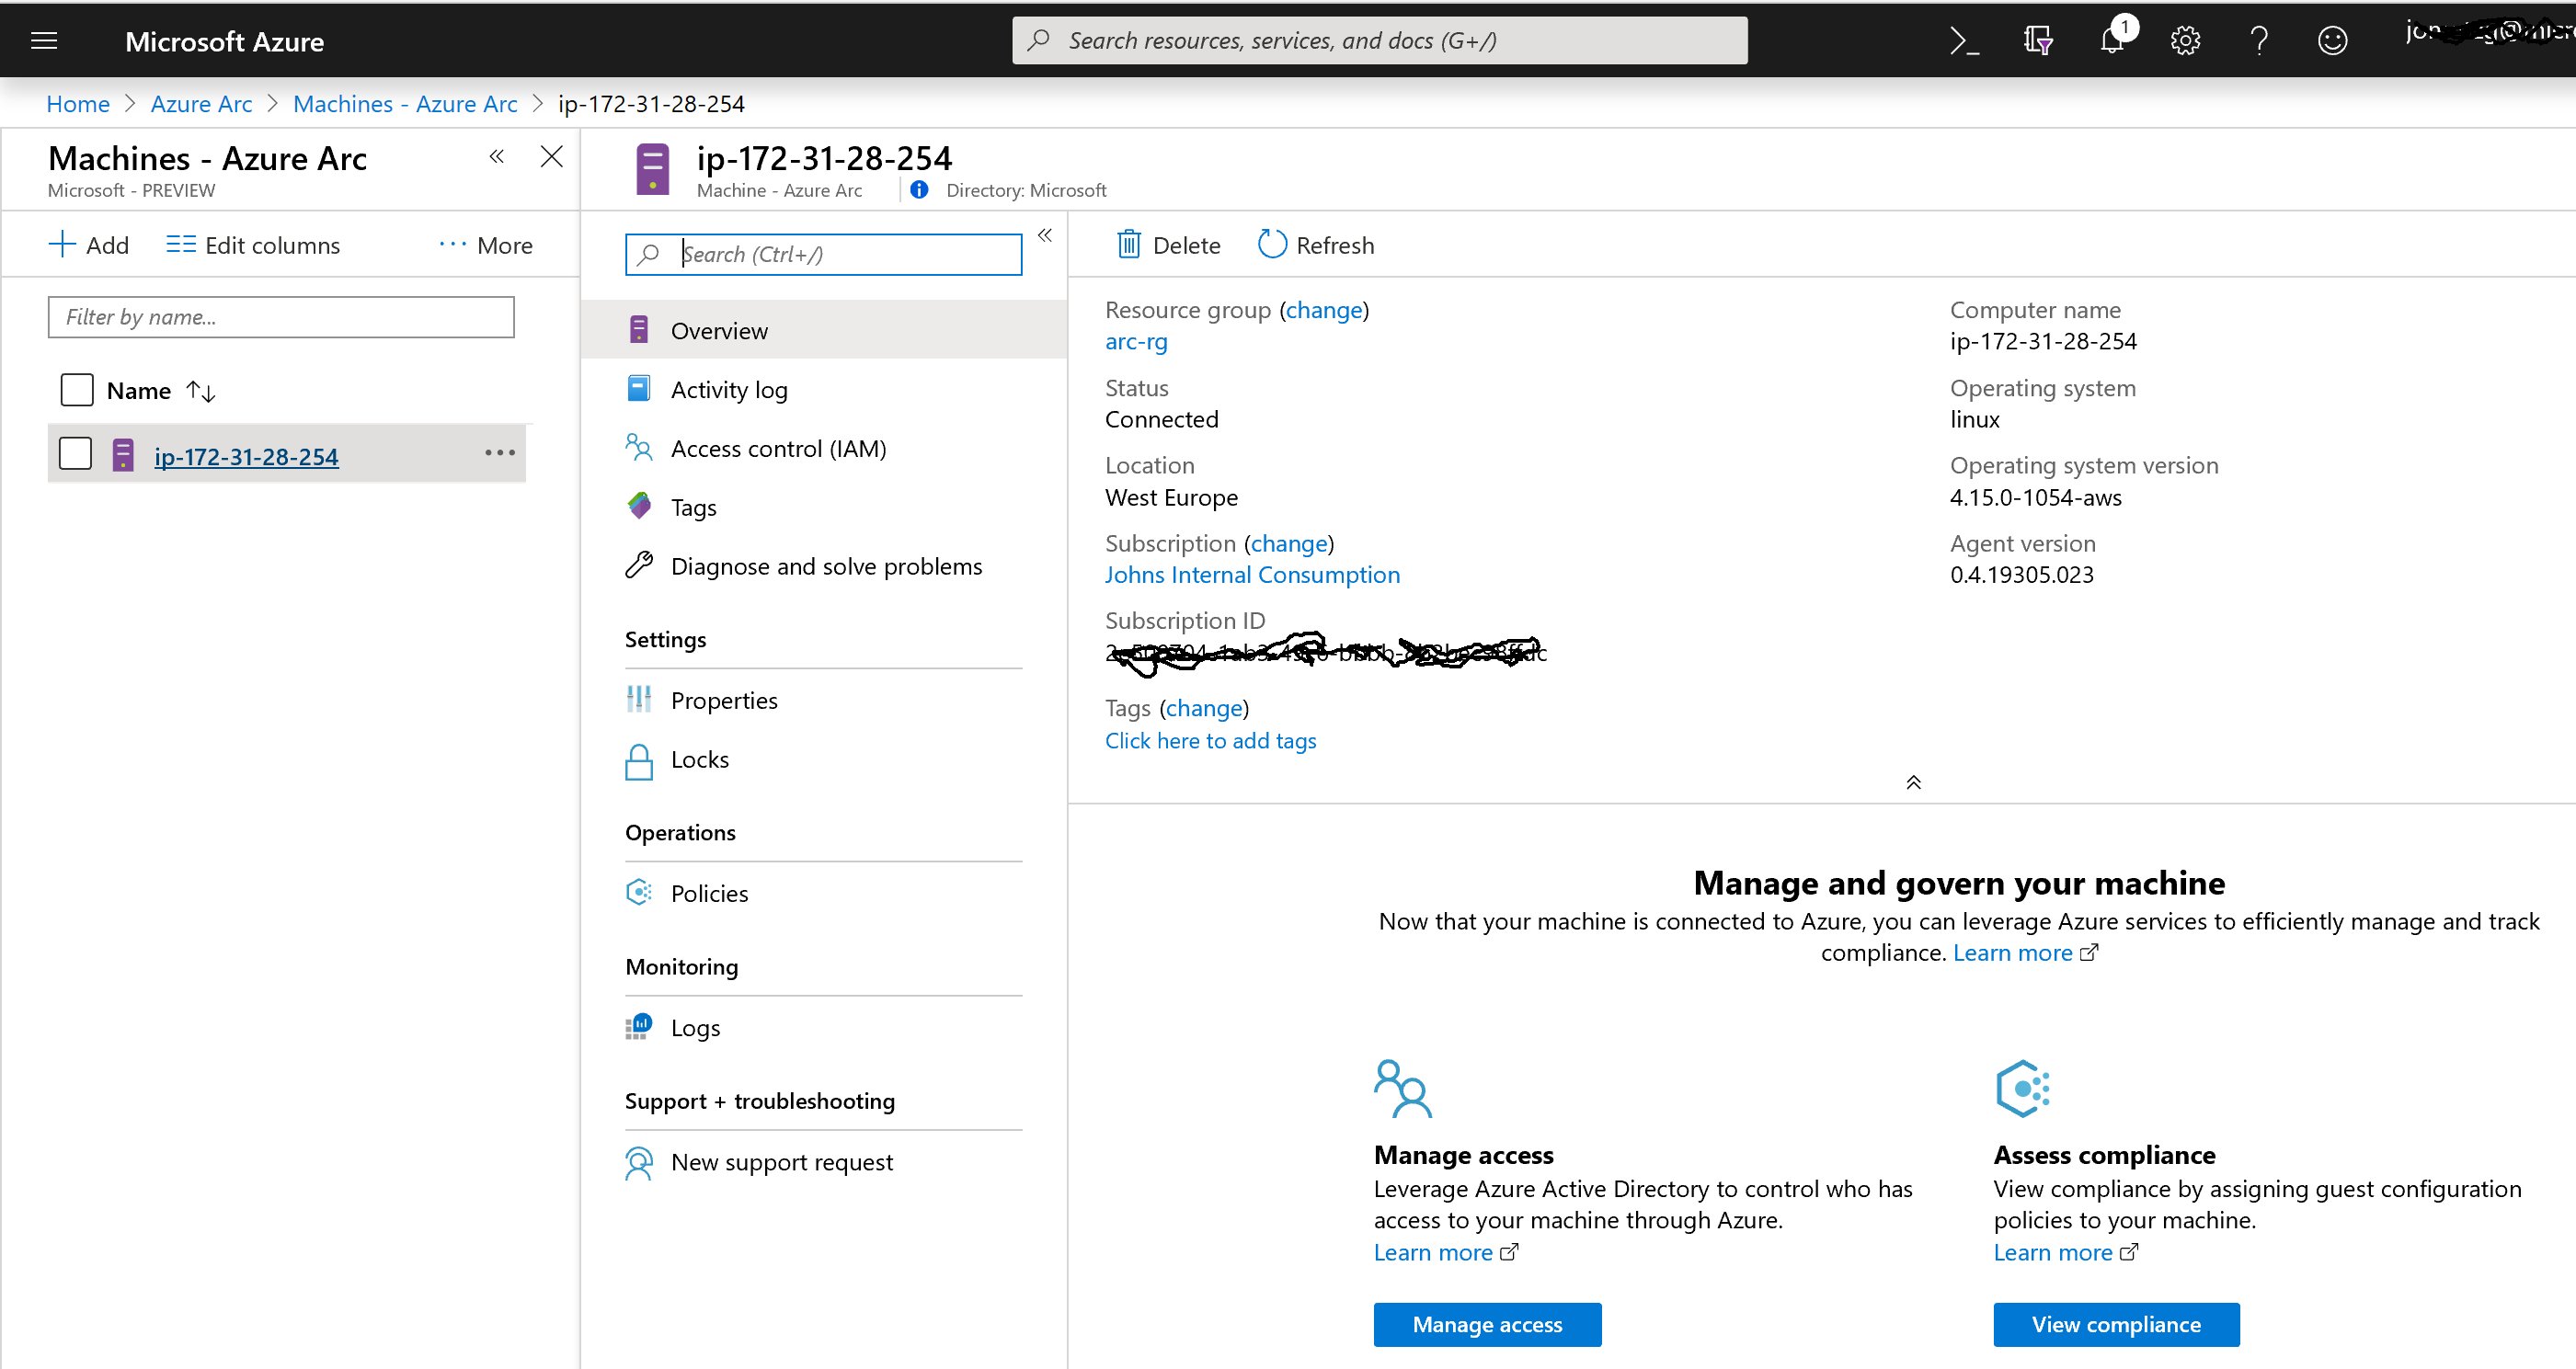 Microsoft Azure
Search resources, services, and docs (G+/)
1
Home > Azure Arc > Machines - Azure Arc > ip-172-31-28-254
Machines - Azure Arc
Microsoft - PREVIEW
Add
Edit columns
More
Filter by name...
Name
ip-172-31-28-254
ip-172-31-28-254
Machine - Azure Arc
Directory: Microsoft
Search (Ctrl+/)
Overview
Activity log
Access control (IAM)
Tags
Diagnose and solve problems
Settings
Properties
Locks
Operations
Policies
Monitoring
Logs
Support + troubleshooting
New support request
Delete
Refresh
Resource group (change)
arc-rg
Status
Connected
Location
West Europe
Subscription (change)
Johns Internal Consumption
Subscription ID
Tags (change)
Click here to add tags
Computer name
ip-172-31-28-254
Operating system
linux
Operating system version
4.15.0-1054-aws
Agent version
0.4.19305.023
Manage and govern your machine
Now that your machine is connected to Azure, you can leverage Azure services to efficiently manage and track
compliance. Learn more
Manage access
Leverage Azure Active Directory to control who has
access to your machine through Azure.
Learn more
Manage access
Assess compliance
View compliance by assigning guest configuration
policies to your machine.
Learn more
View compliance